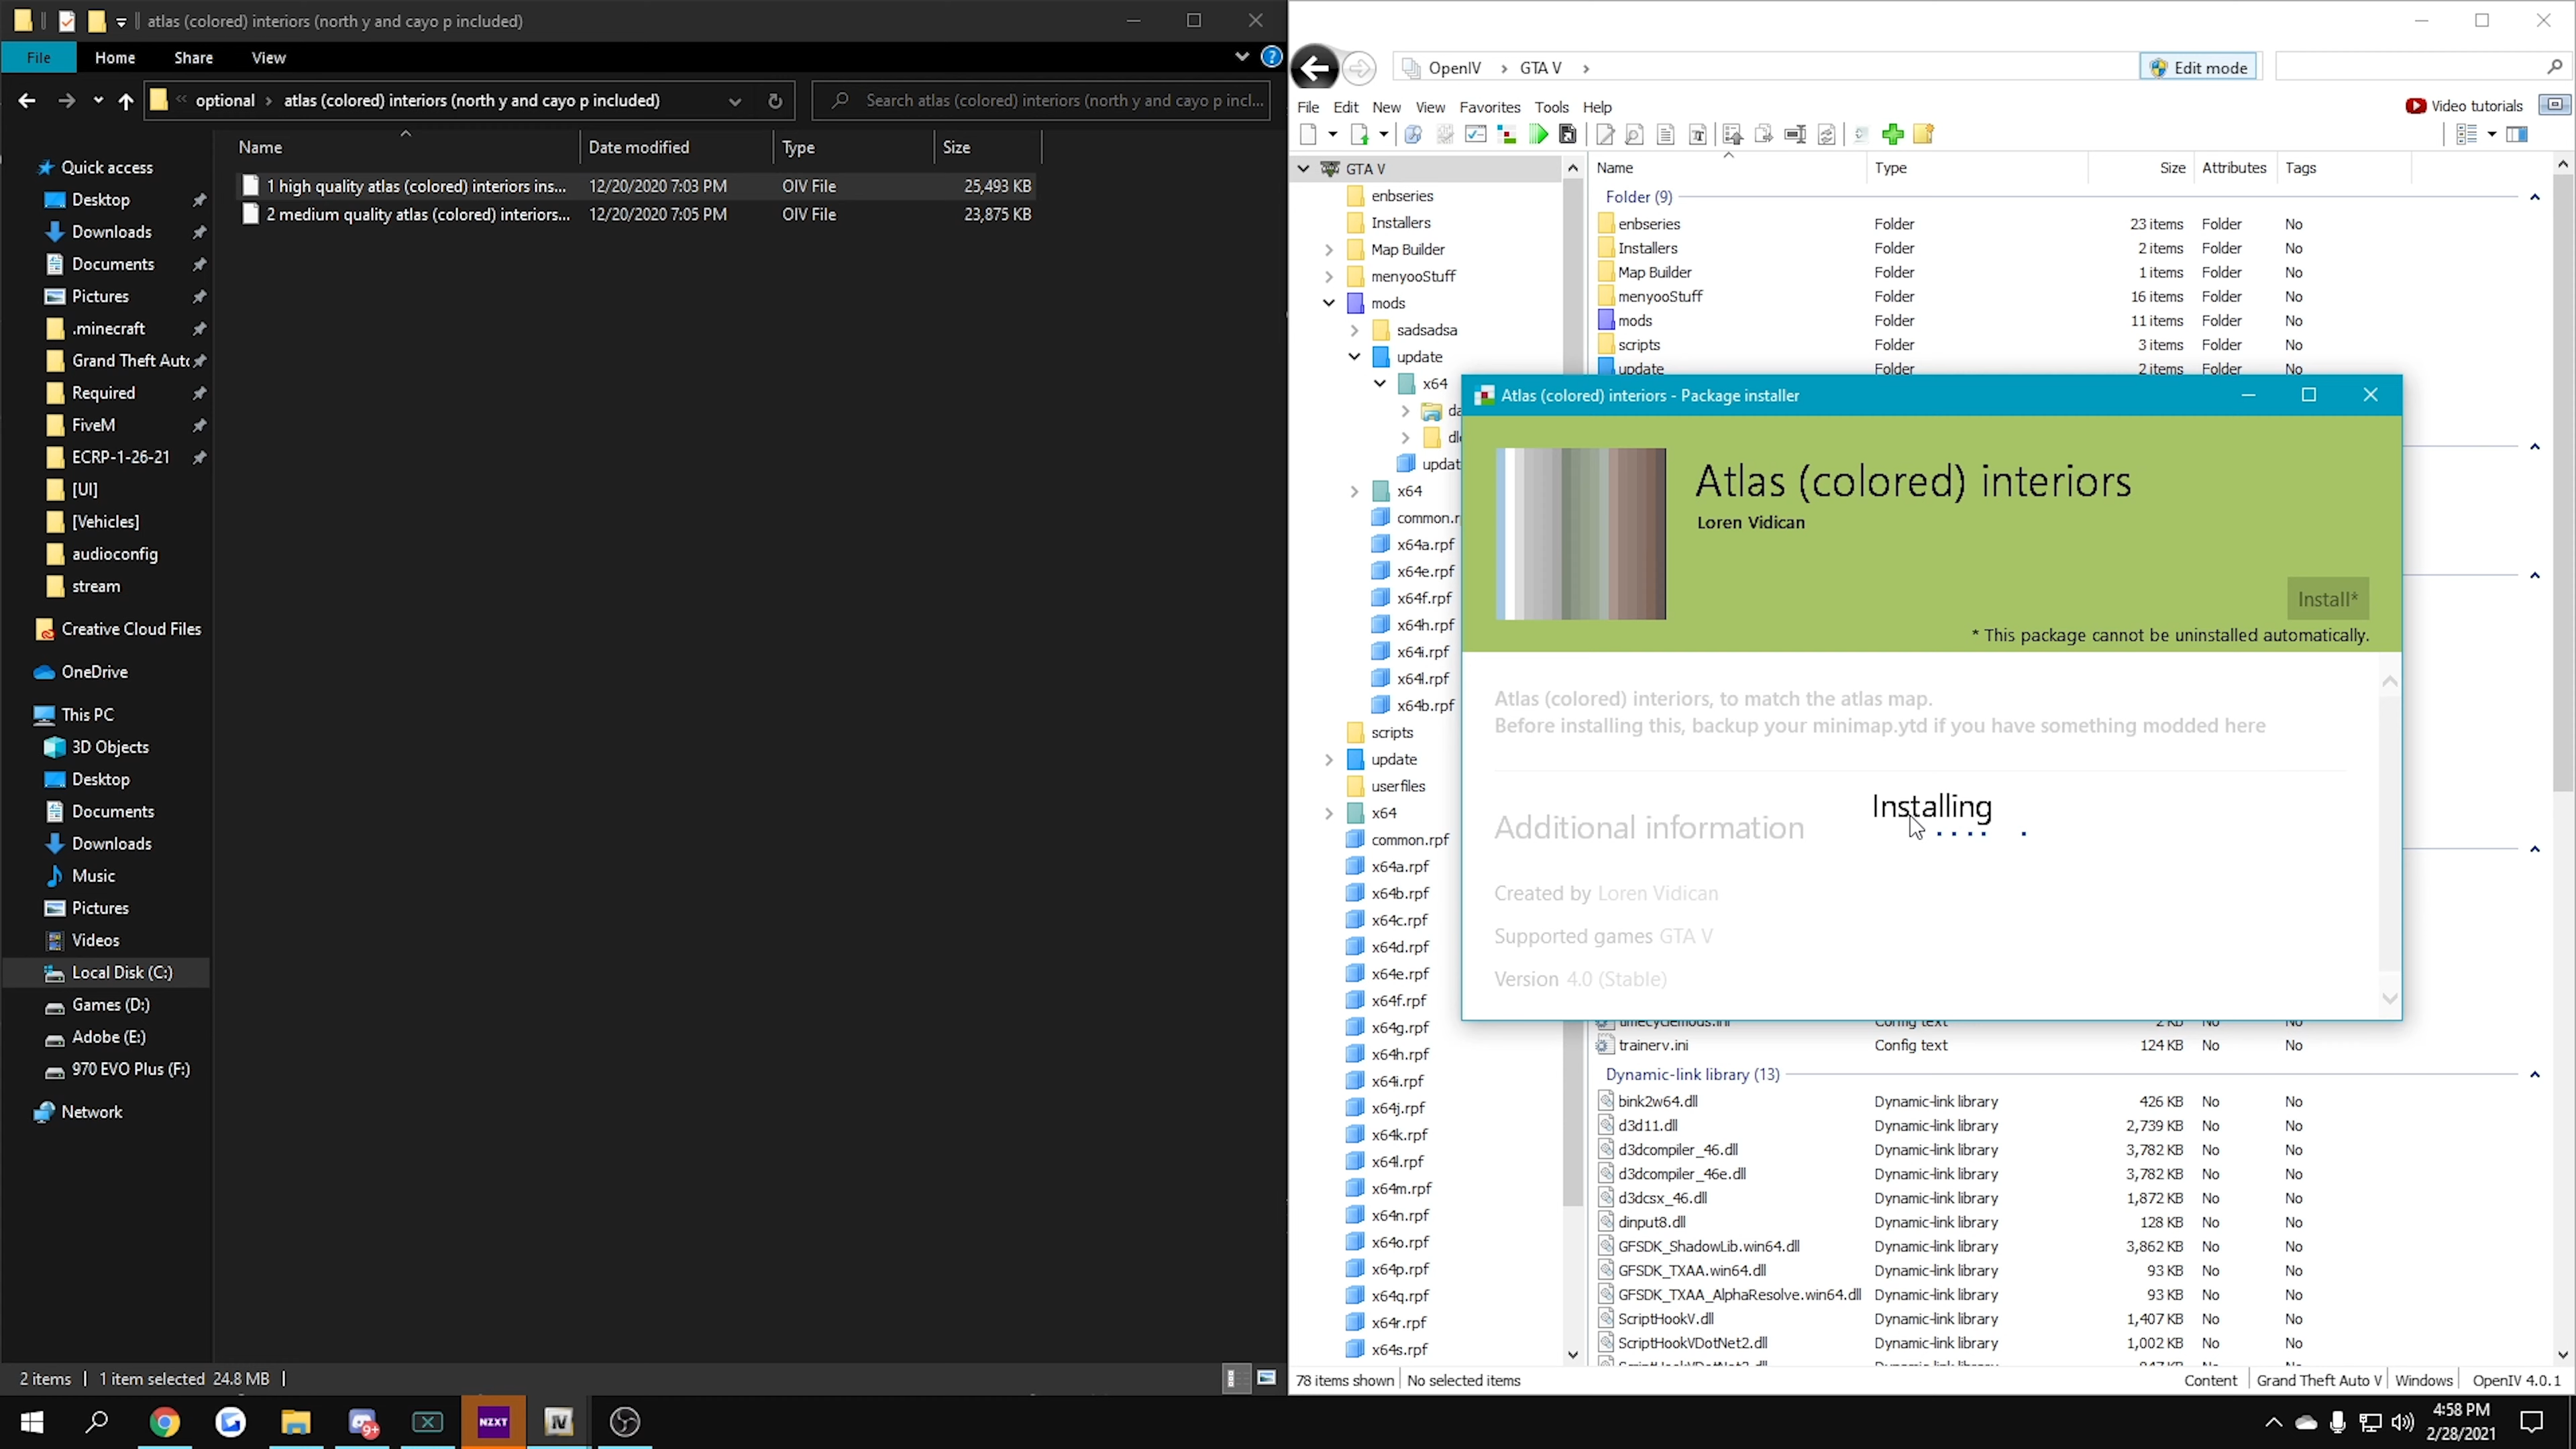 atlas (colored) interiors (north y and cayo p included)
File Home Share View
optional › atlas (colored) interiors (north y and cayo p included)
Search atlas (colored) interiors (north y and cayo p incl...
Name Date modified Type Size
1 high quality atlas (colored) interiors ins... 12/20/2020 7:03 PM OIV File 25,493 KB
2 medium quality atlas (colored) interiors... 12/20/2020 7:05 PM OIV File 23,875 KB
Quick access
Desktop
Downloads
Documents
Pictures
.minecraft
Grand Theft Auto
Required
FiveM
ECRP-1-26-21
[UI]
[Vehicles]
audioconfig
stream
Creative Cloud Files
OneDrive
This PC
3D Objects
Desktop
Documents
Downloads
Music
Pictures
Videos
Local Disk (C:)
Games (D:)
Adobe (E:)
970 EVO Plus (F:)
Network
2 items 1 item selected 24.8 MB
OpenIV › GTA V ›
Edit mode
File Edit New View Favorites Tools Help
Video tutorials
GTA V
enbseries
Installers
Map Builder
menyooStuff
mods
sadsadsa
update
x64
updat
x64
common.r
x64a.rpf
x64e.rpf
x64f.rpf
x64h.rpf
x64i.rpf
x64l.rpf
x64b.rpf
scripts
update
userfiles
x64
common.rpf
x64a.rpf
x64b.rpf
x64c.rpf
x64d.rpf
x64e.rpf
x64f.rpf
x64g.rpf
x64h.rpf
x64i.rpf
x64j.rpf
x64k.rpf
x64l.rpf
x64m.rpf
x64n.rpf
x64o.rpf
x64p.rpf
x64q.rpf
x64r.rpf
x64s.rpf
Name Type Size Attributes Tags
Folder (9)
enbseries Folder 23 items Folder No
Installers Folder 2 items Folder No
Map Builder Folder 1 items Folder No
menyooStuff Folder 16 items Folder No
mods Folder 11 items Folder No
scripts Folder 3 items Folder No
update Folder 2 items Folder No
Atlas (colored) interiors - Package installer
Atlas (colored) interiors
Loren Vidican
Install*
* This package cannot be uninstalled automatically.
Atlas (colored) interiors, to match the atlas map.
Before installing this, backup your minimap.ytd if you have something modded here
Installing
Additional information
Created by Loren Vidican
Supported games GTA V
Version 4.0 (Stable)
timecyclemods.ini Config text 2 KB No No
trainerv.ini Config text 124 KB No No
Dynamic-link library (13)
bink2w64.dll Dynamic-link library 426 KB No No
d3d11.dll Dynamic-link library 2,739 KB No No
d3dcompiler_46.dll Dynamic-link library 3,782 KB No No
d3dcompiler_46e.dll Dynamic-link library 3,782 KB No No
d3dcsx_46.dll Dynamic-link library 1,872 KB No No
dinput8.dll Dynamic-link library 128 KB No No
GFSDK_ShadowLib.win64.dll Dynamic-link library 3,862 KB No No
GFSDK_TXAA.win64.dll Dynamic-link library 93 KB No No
GFSDK_TXAA_AlphaResolve.win64.dll Dynamic-link library 93 KB No No
ScriptHookV.dll Dynamic-link library 1,407 KB No No
ScriptHookVDotNet2.dll Dynamic-link library 1,002 KB No No
78 items shown No selected items
Content Grand Theft Auto V Windows OpenIV 4.0.1
NZXT
IV
9+
4:58 PM
2/28/2021